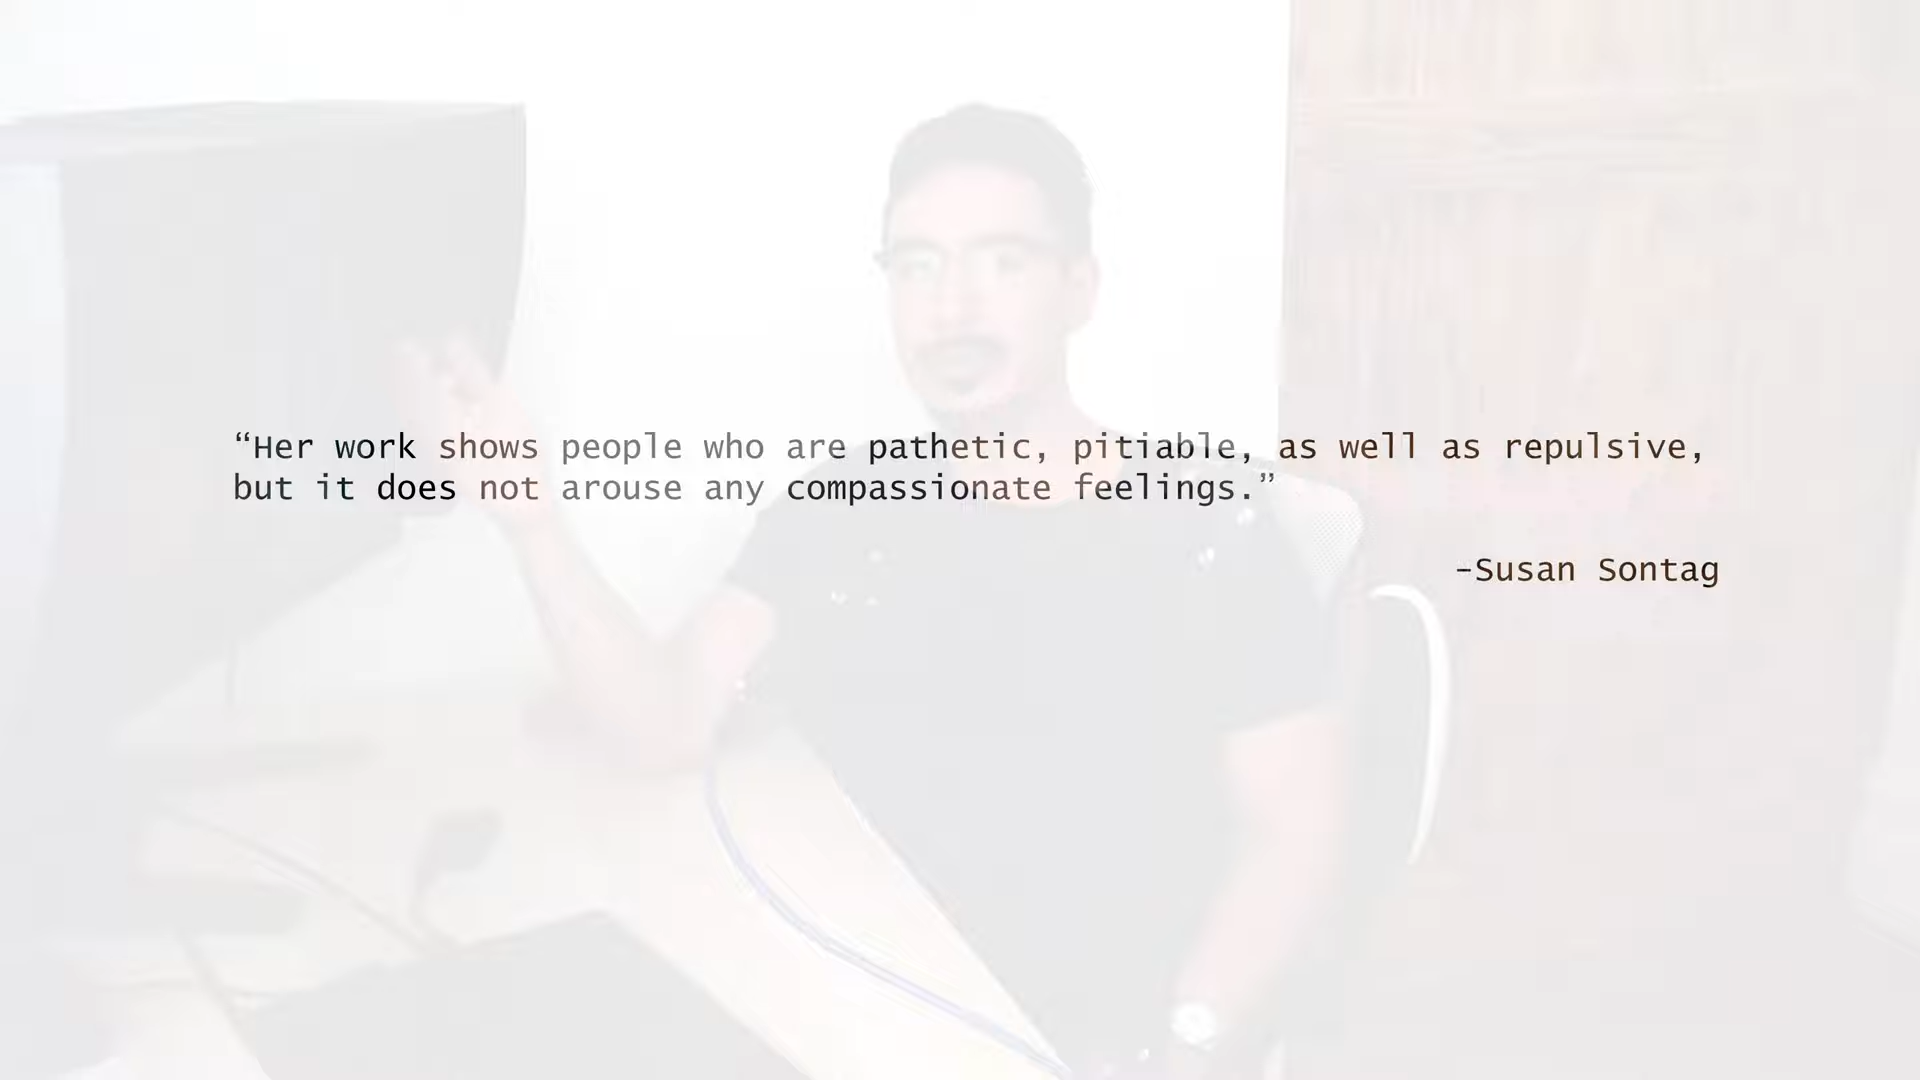 “Her work shows people who are pathetic, pitiable, as well as repulsive,
but it does not arouse any compassionate feelings.”
–Susan Sontag